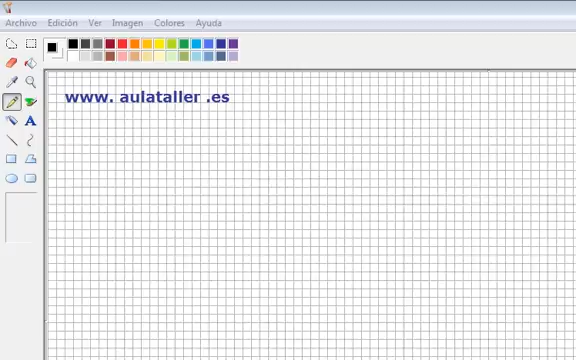 Archivo Edición Ver Imagen Colores Ayuda
A
www. aulataller .es